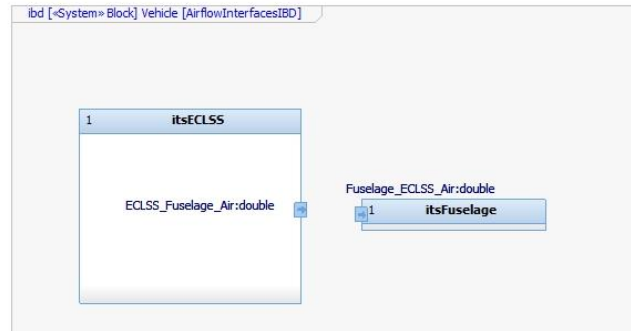 ibd [«System» Block] Vehicle [AirflowInterfacesIBD]
1 itsECLSS
ECLSS_Fuselage_Air:double
Fuselage_ECLSS_Air:double
1 itsFuselage